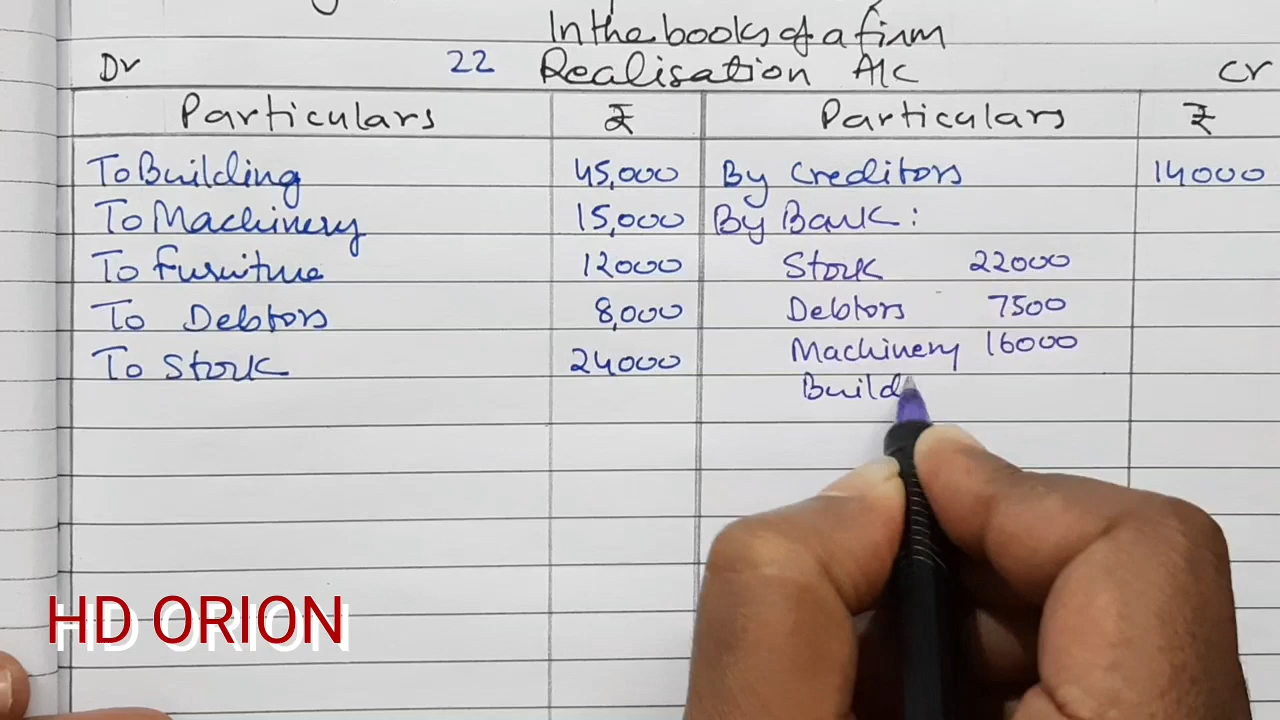 In the books of a firm
Dr 22 Realisation A/C Cr
Particulars ₹ Particulars ₹
To Building 45,000 By Creditors 14000
To Machinery 15,000 By Bank:
To Furniture 12000 Stock 22000
To Debtors 8,000 Debtors 7500
To Stock 24000 Machinery 16000
Build
HD ORION